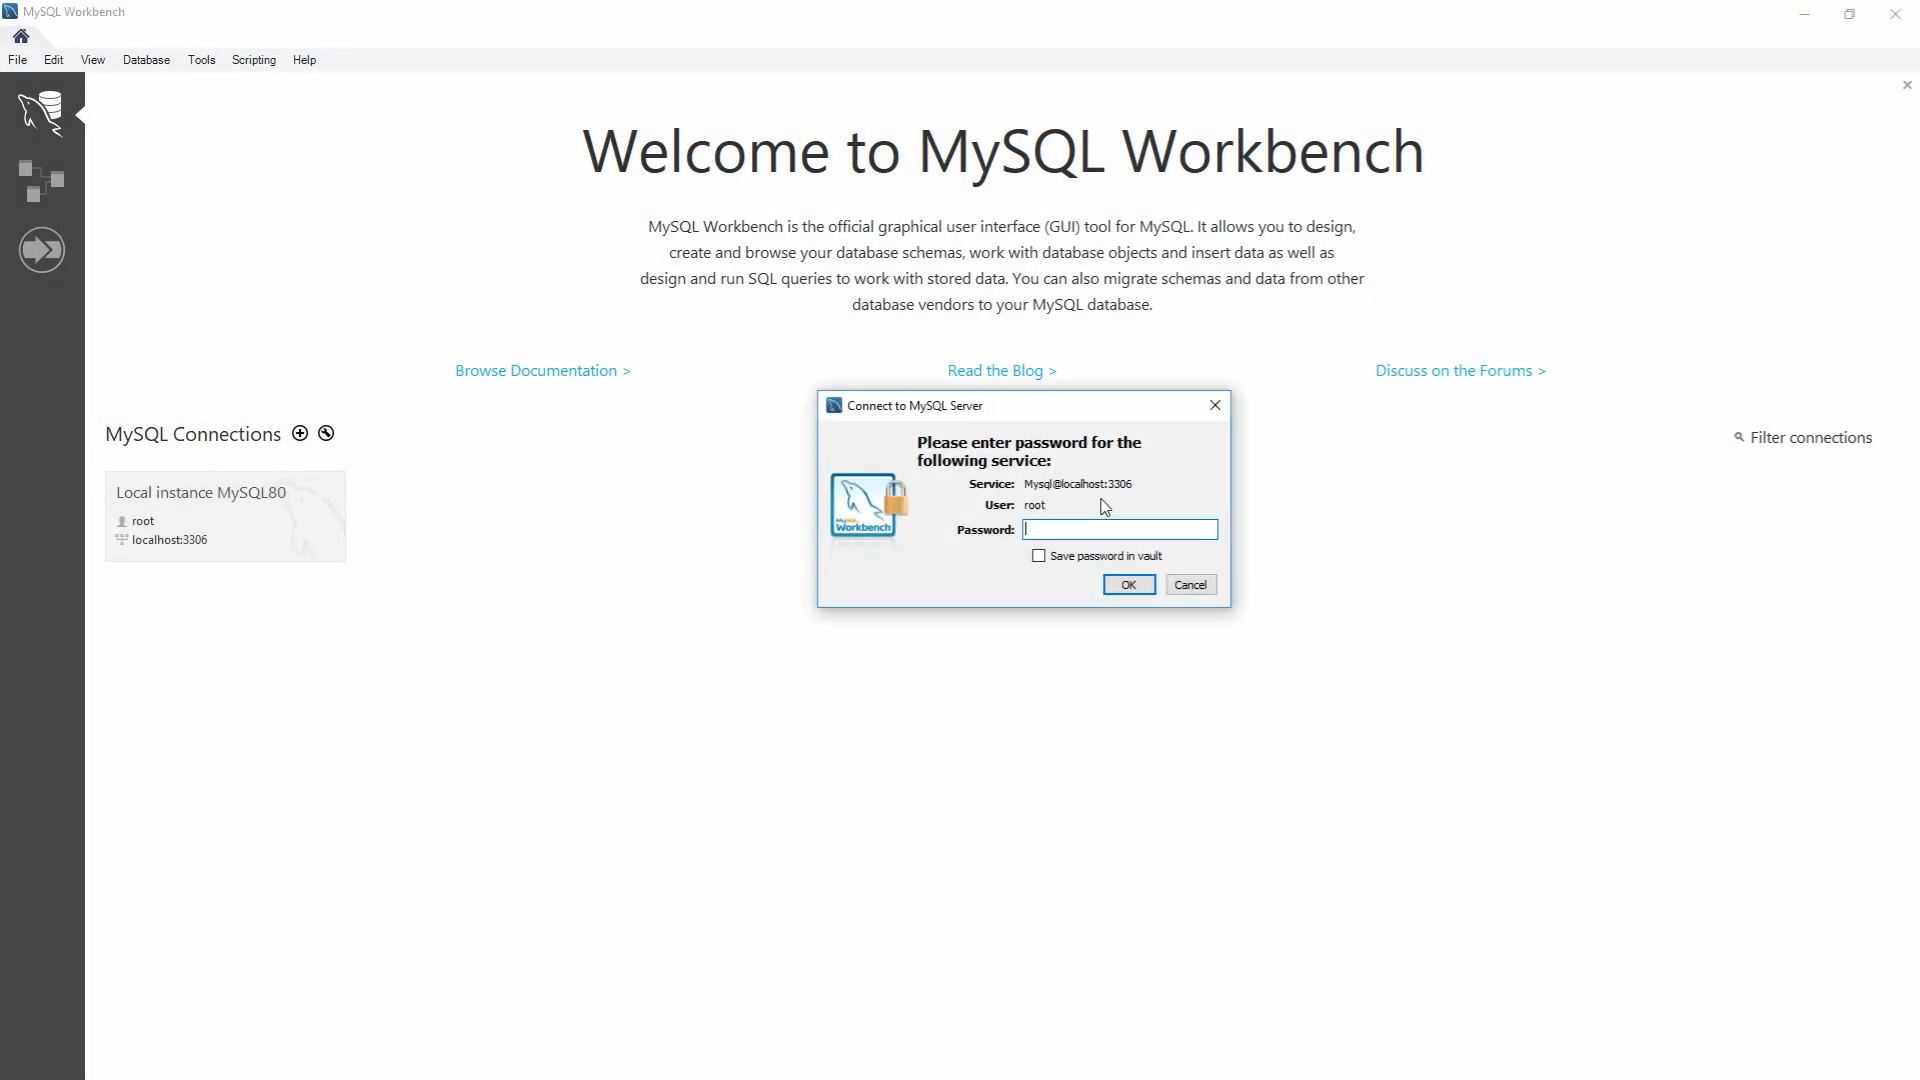 MySQL Workbench
File Edit View Database Tools Scripting Help
Welcome to MySQL Workbench
MySQL Workbench is the official graphical user interface (GUI) tool for MySQL. It allows you to design,
create and browse your database schemas, work with database objects and insert data as well as
design and run SQL queries to work with stored data. You can also migrate schemas and data from other
database vendors to your MySQL database.
Browse Documentation > Read the Blog > Discuss on the Forums >
MySQL Connections
Filter connections
Local instance MySQL80
root
localhost:3306
Connect to MySQL Server
Please enter password for the
following service:
Service: Mysql@localhost:3306
User: root
Password:
Save password in vault
OK Cancel
MySQL
Workbench